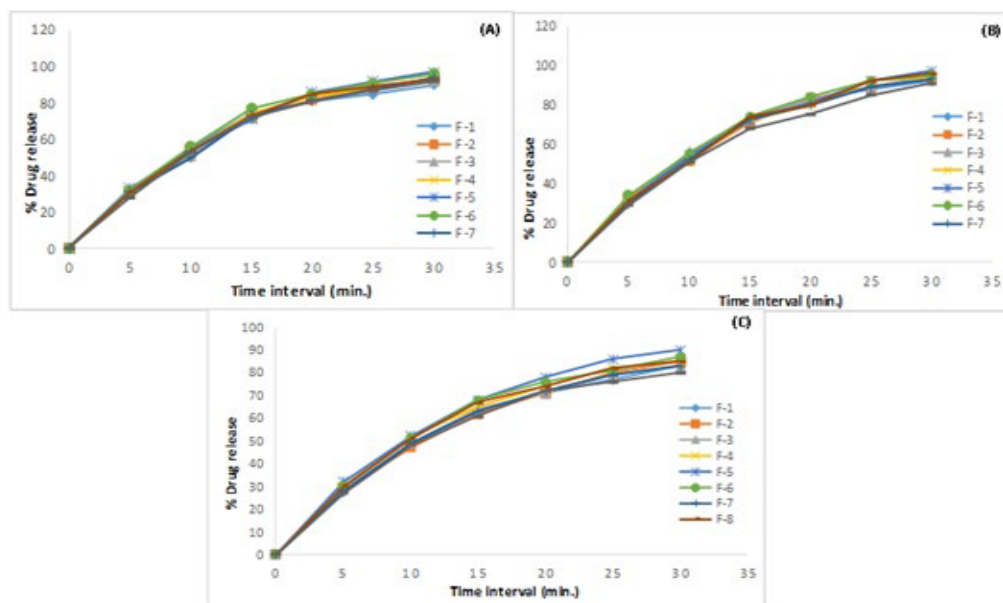 (A)
120
100
80
60
40
20
0
% Drug release
0 5 10 15 20 25 30 35
Time interval (min.)
F-1
F-2
F-3
F-4
F-5
F-6
F-7
(B)
120
100
80
60
40
20
0
% Drug release
0 5 10 15 20 25 30 35
Time interval (min.)
F-1
F-2
F-3
F-4
F-5
F-6
F-7
(C)
100
90
80
70
60
50
40
30
20
10
0
% Drug release
0 5 10 15 20 25 30 35
Time interval (min.)
F-1
F-2
F-3
F-4
F-5
F-6
F-7
F-8